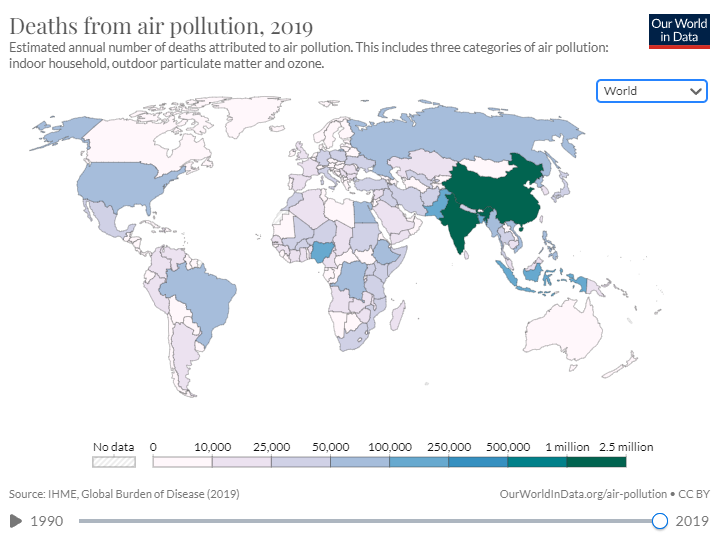 Deaths from air pollution, 2019
Our World
in Data
Estimated annual number of deaths attributed to air pollution. This includes three categories of air pollution:
indoor household, outdoor particulate matter and ozone.
World
No data 0 10,000 25,000 50,000 100,000 250,000 500,000 1 million 2.5 million
Source: IHME, Global Burden of Disease (2019) OurWorldInData.org/air-pollution • CC BY
1990 2019